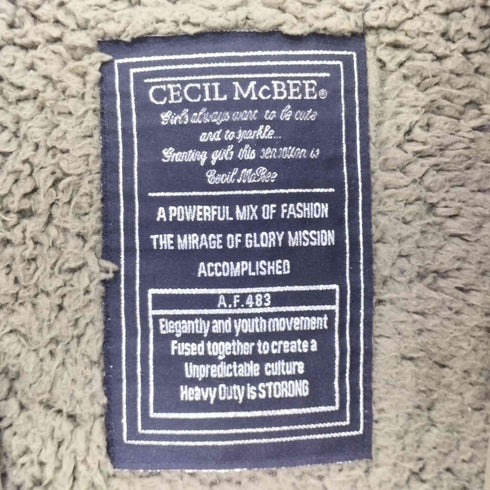 CECIL McBEE®
Girls always want to be cute
and to sparkle...
Granting girls this sensation is
Cecil McBee
A POWERFUL MIX OF FASHION
THE MIRAGE OF GLORY MISSION
ACCOMPLISHED
A.F.483
Elegantly and youth movement
Fused together to create a
Unpredictable culture
Heavy Duty is STORONG